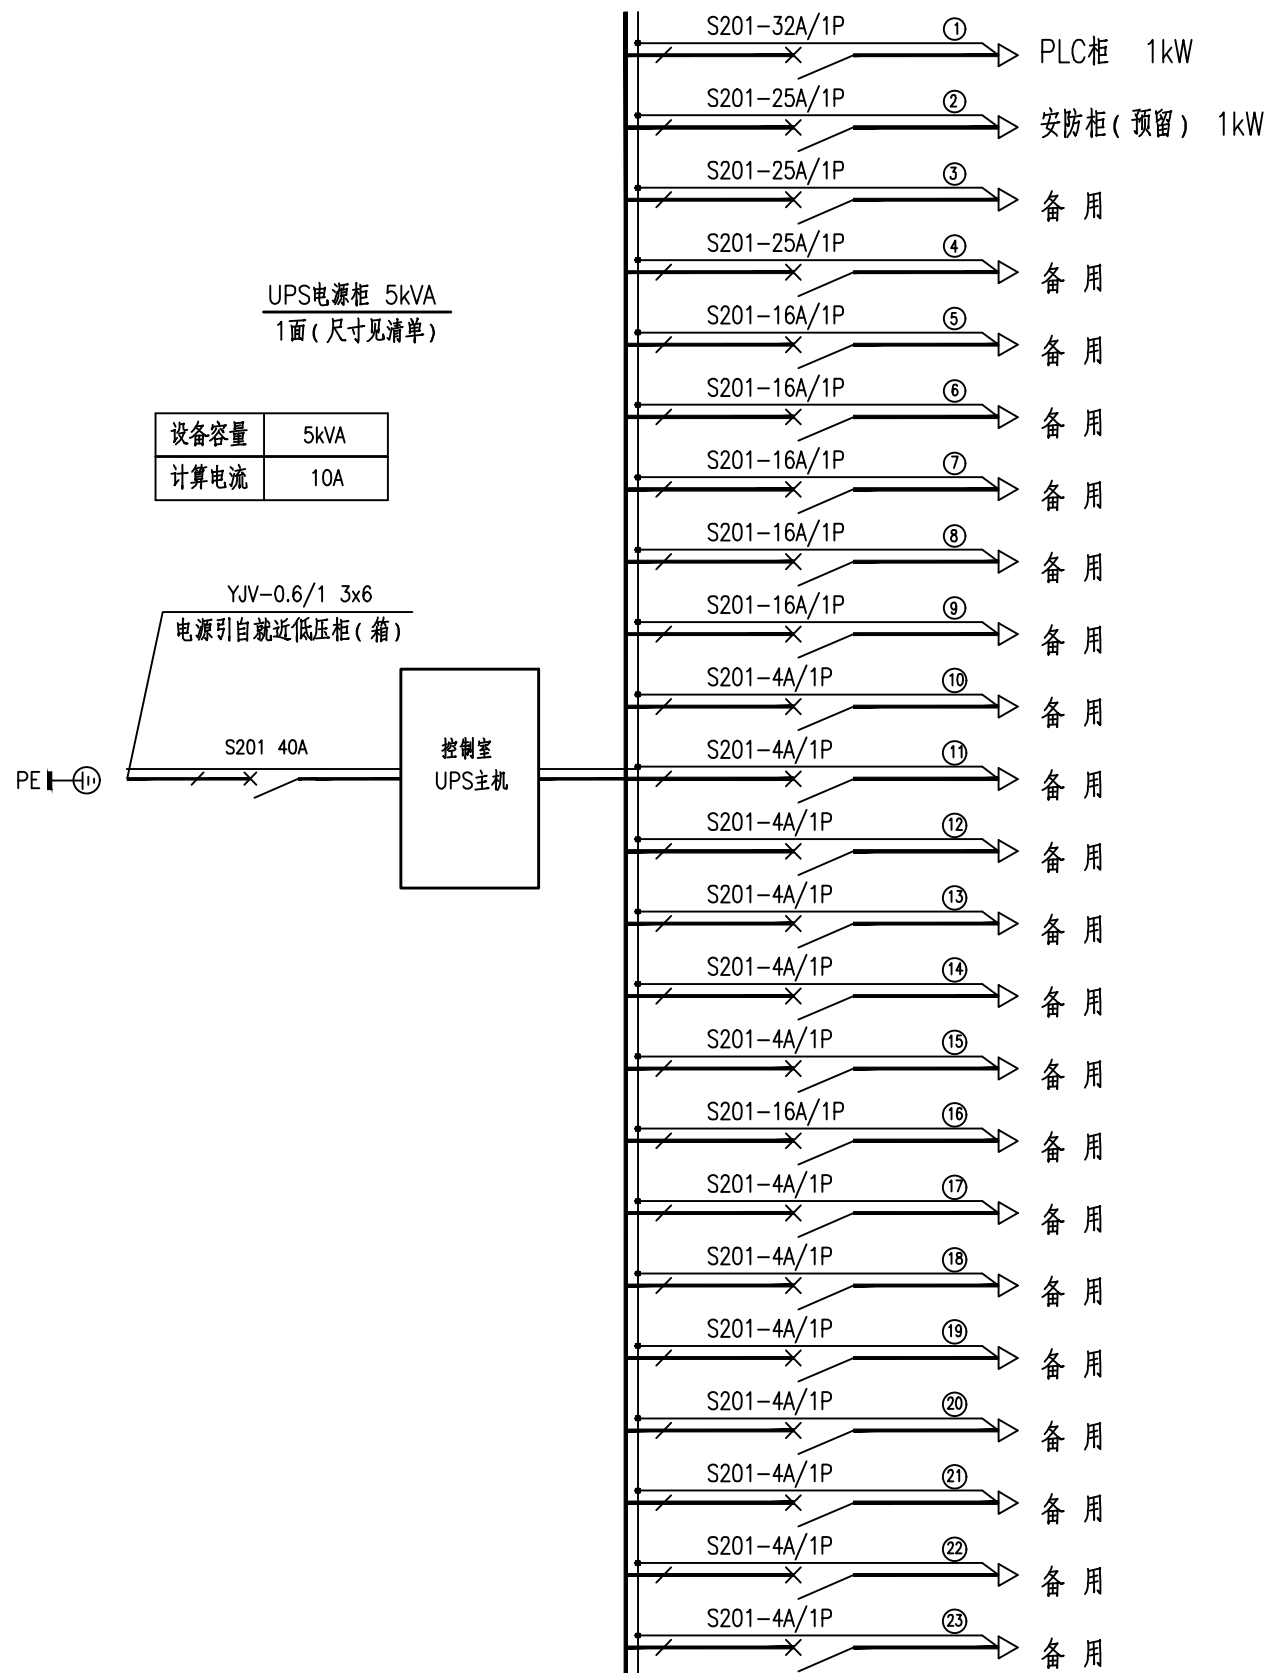 UPS电源柜 5kVA
1面(尺寸见清单)
设备容量 5kVA
计算电流 10A
YJV-0.6/1 3x6
电源引自就近低压柜(箱)
S201 40A
PE
控制室
UPS主机
S201-32A/1P ① PLC柜 1kW
S201-25A/1P ② 安防柜(预留) 1kW
S201-25A/1P ③ 备用
S201-25A/1P ④ 备用
S201-16A/1P ⑤ 备用
S201-16A/1P ⑥ 备用
S201-16A/1P ⑦ 备用
S201-16A/1P ⑧ 备用
S201-16A/1P ⑨ 备用
S201-4A/1P ⑩ 备用
S201-4A/1P ⑪ 备用
S201-4A/1P ⑫ 备用
S201-4A/1P ⑬ 备用
S201-4A/1P ⑭ 备用
S201-4A/1P ⑮ 备用
S201-16A/1P ⑯ 备用
S201-4A/1P ⑰ 备用
S201-4A/1P ⑱ 备用
S201-4A/1P ⑲ 备用
S201-4A/1P ⑳ 备用
S201-4A/1P ㉑ 备用
S201-4A/1P ㉒ 备用
S201-4A/1P ㉓ 备用